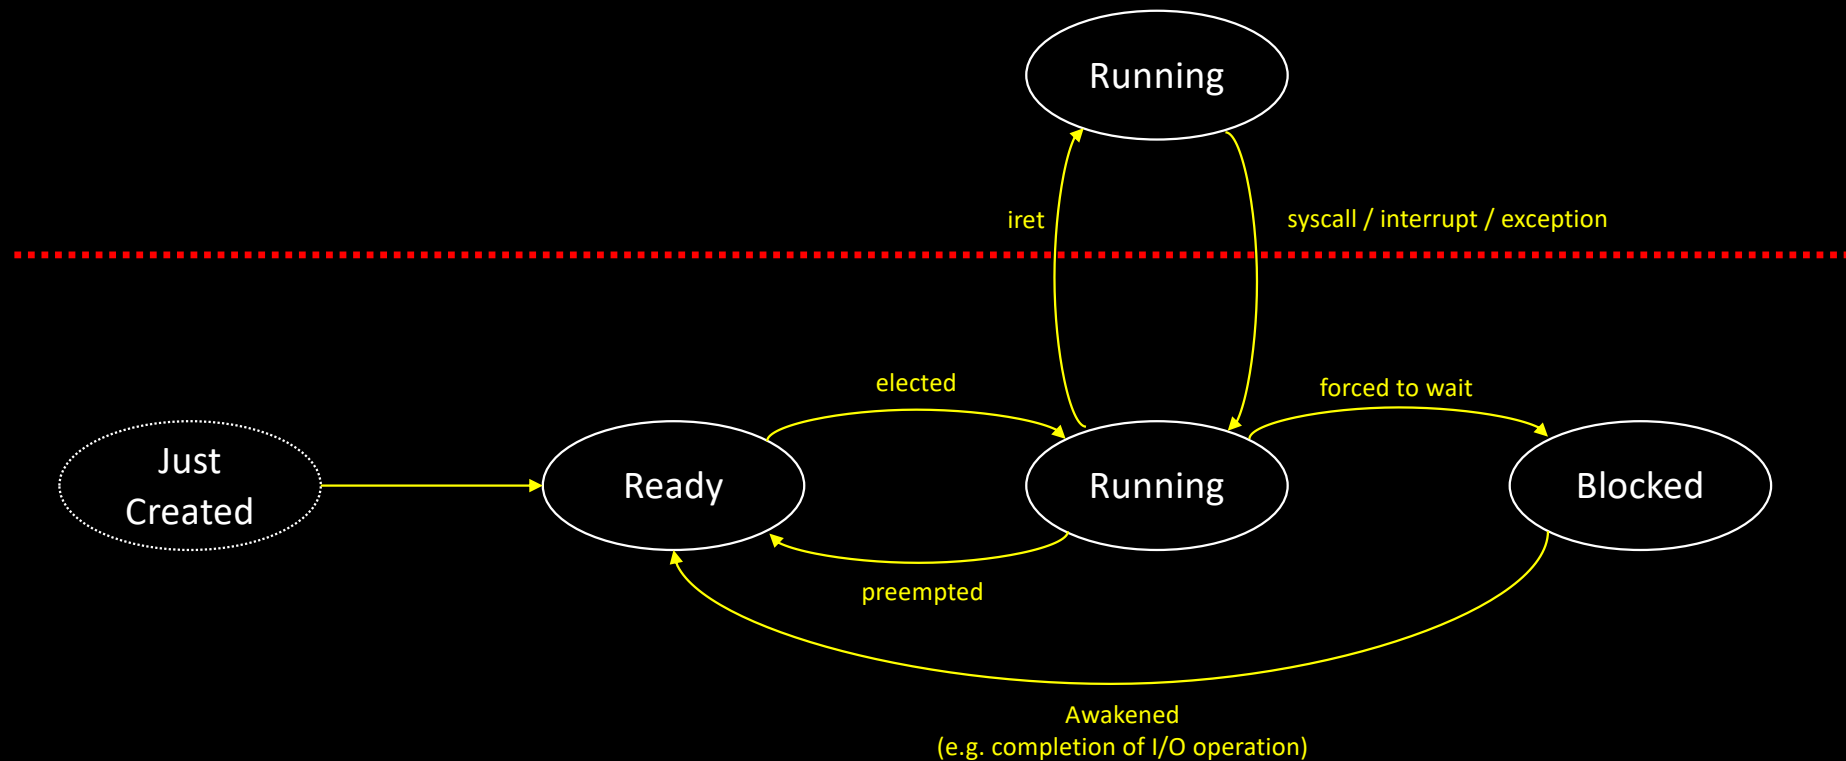 Running
iret
syscall / interrupt / exception
elected
forced to wait
Just
Created
Ready
Running
Blocked
preempted
Awakened
(e.g. completion of I/O operation)